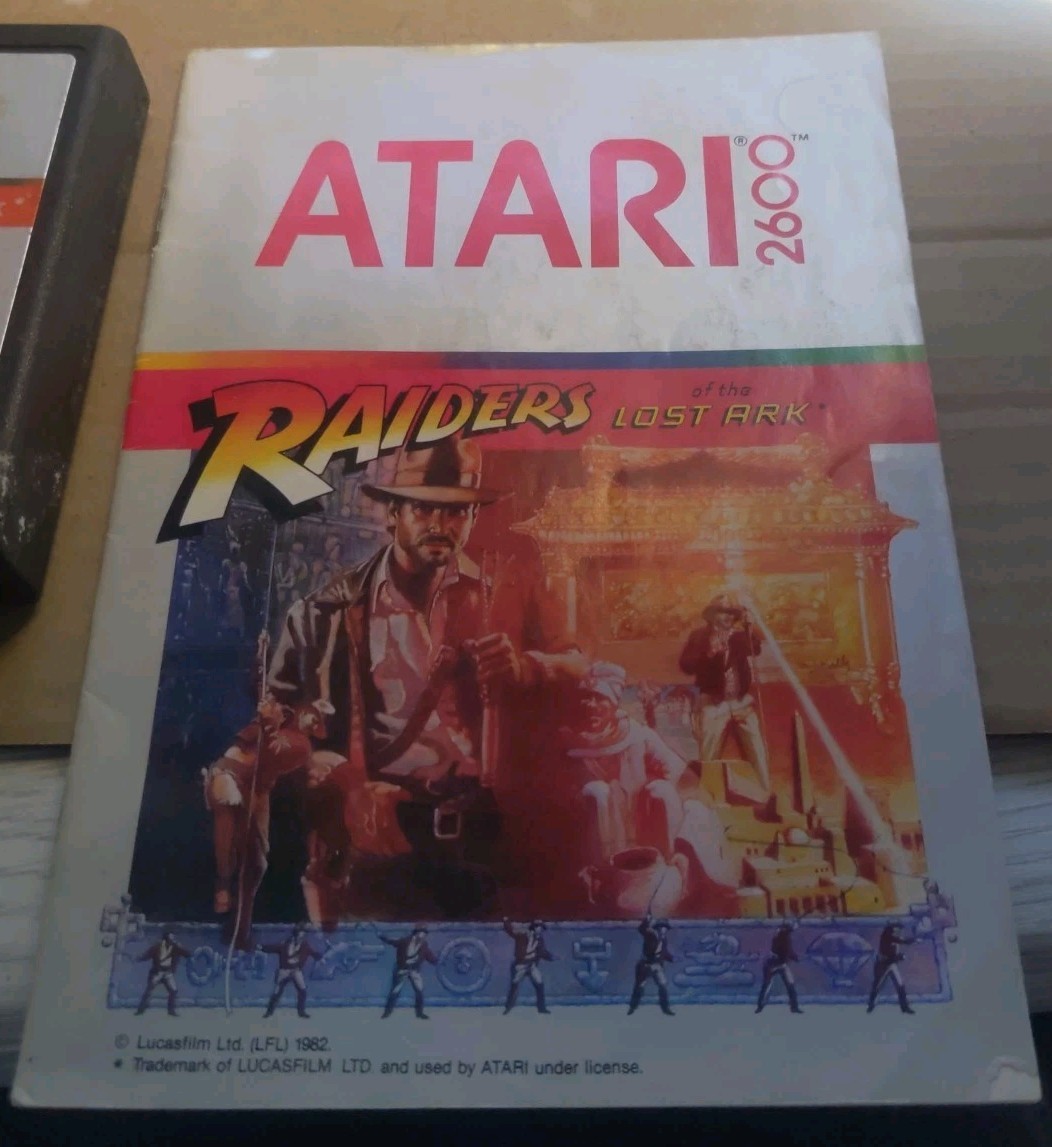 ATARI® 2600™
RAIDERS of the LOST ARK*
© Lucasfilm Ltd. (LFL) 1982.
* Trademark of LUCASFILM LTD. and used by ATARI under license.